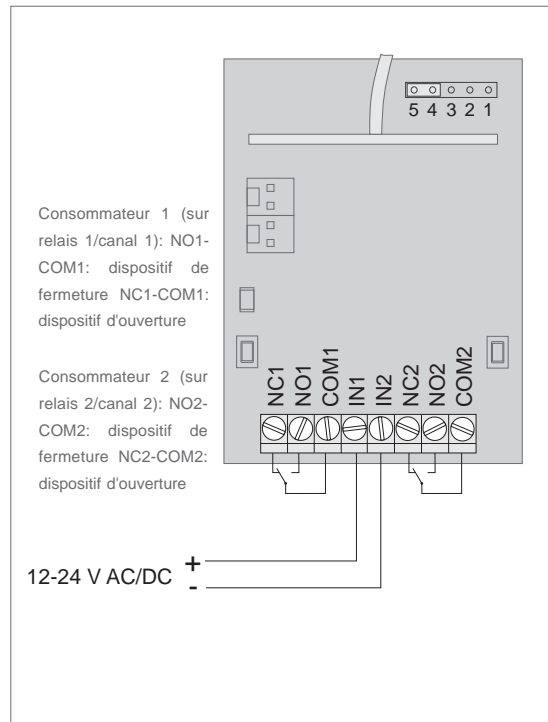 5 4 3 2 1
Consommateur 1 (sur
relais 1/canal 1): NO1-
COM1: dispositif de
fermeture NC1-COM1:
dispositif d'ouverture
Consommateur 2 (sur
relais 2/canal 2): NO2-
COM2: dispositif de
fermeture NC2-COM2:
dispositif d'ouverture
NC1
NO1
COM1
IN1
IN2
NC2
NO2
COM2
12-24 V AC/DC
+
-